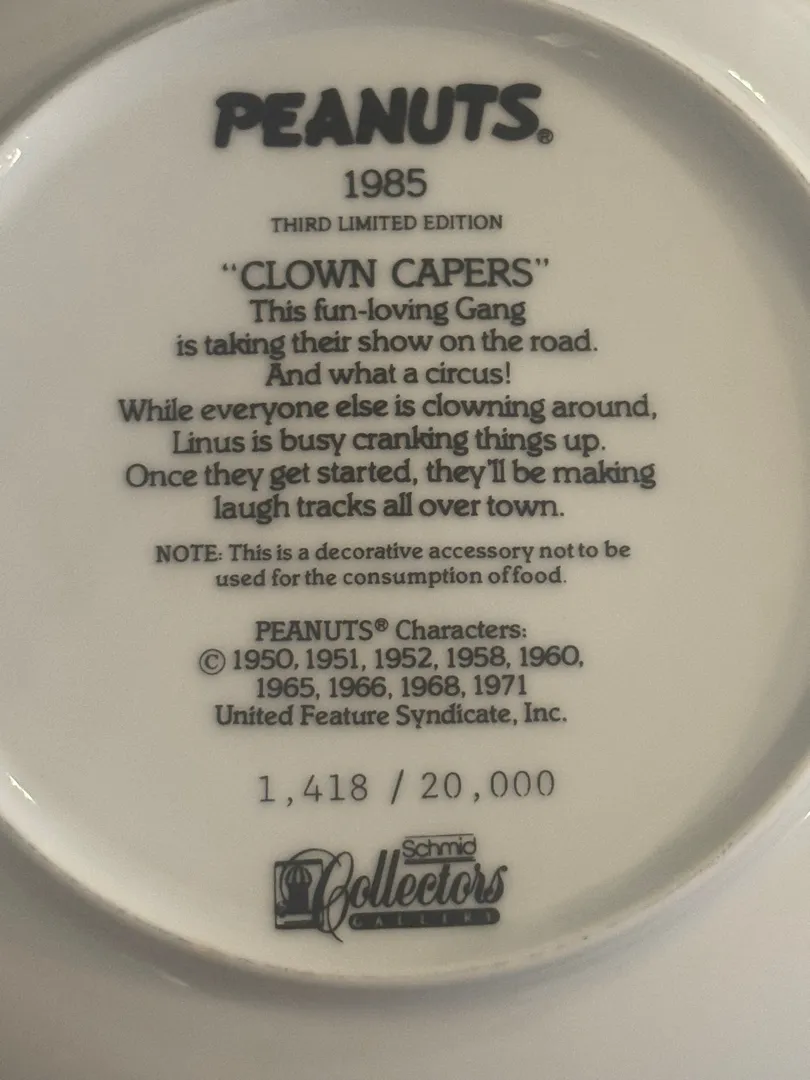 PEANUTS®
1985
THIRD LIMITED EDITION
“CLOWN CAPERS”
This fun-loving Gang
is taking their show on the road.
And what a circus!
While everyone else is clowning around,
Linus is busy cranking things up.
Once they get started, they’ll be making
laugh tracks all over town.
NOTE: This is a decorative accessory not to be
used for the consumption of food.
PEANUTS® Characters:
© 1950, 1951, 1952, 1958, 1960,
1965, 1966, 1968, 1971
United Feature Syndicate, Inc.
1,418 / 20,000
Schmid
Collectors
GALLERY